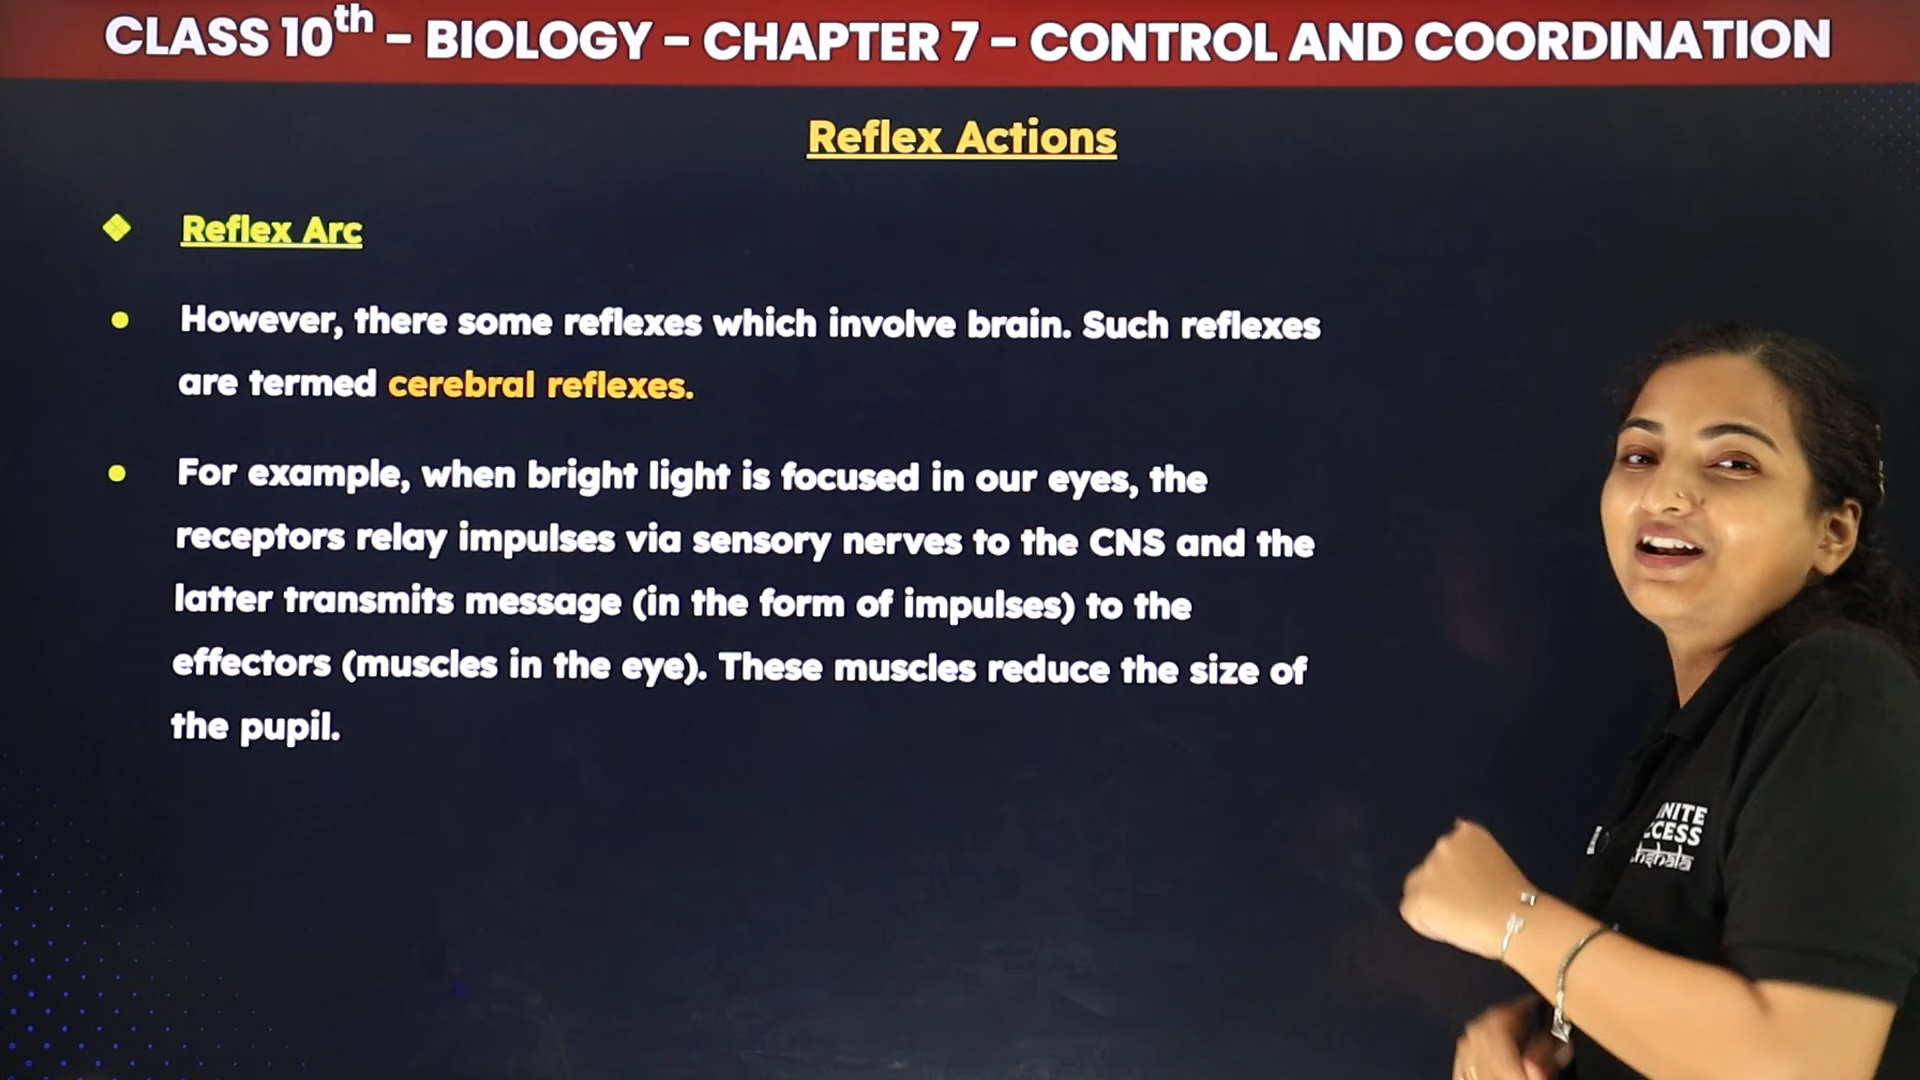 CLASS 10th - BIOLOGY - CHAPTER 7 - CONTROL AND COORDINATION
Reflex Actions
Reflex Arc
However, there some reflexes which involve brain. Such reflexes
are termed cerebral reflexes.
For example, when bright light is focused in our eyes, the
receptors relay impulses via sensory nerves to the CNS and the
latter transmits message (in the form of impulses) to the
effectors (muscles in the eye). These muscles reduce the size of
the pupil.